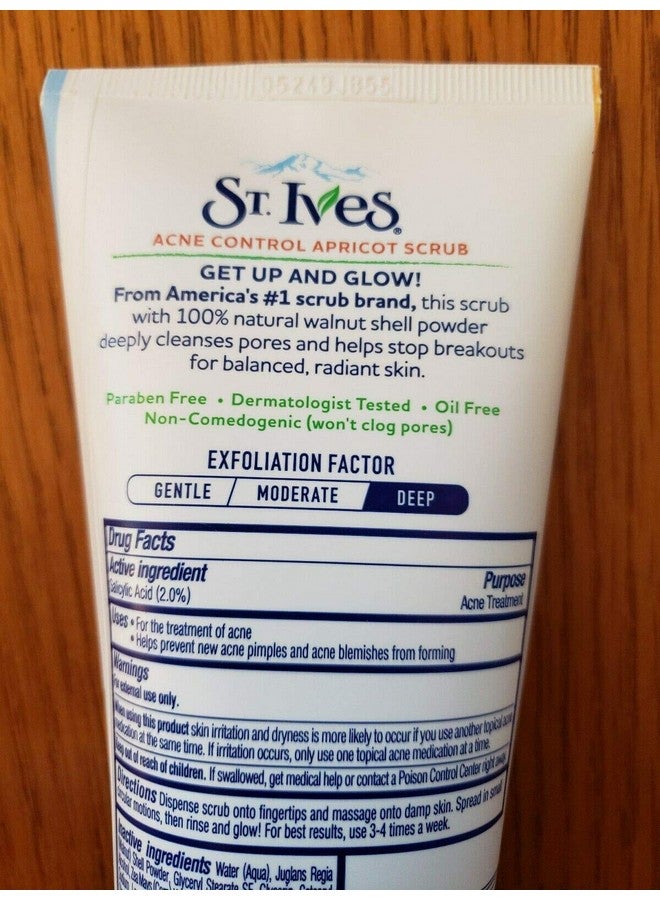 05249JB55
ST. IVES®
ACNE CONTROL APRICOT SCRUB
GET UP AND GLOW!
From America's #1 scrub brand, this scrub
with 100% natural walnut shell powder
deeply cleanses pores and helps stop breakouts
for balanced, radiant skin.
Paraben Free • Dermatologist Tested • Oil Free
Non-Comedogenic (won't clog pores)
EXFOLIATION FACTOR
GENTLE / MODERATE DEEP
Drug Facts
Active ingredient Purpose
Salicylic Acid (2.0%) Acne Treatment
Uses • For the treatment of acne
• Helps prevent new acne pimples and acne blemishes from forming
Warnings
For external use only.
When using this product skin irritation and dryness is more likely to occur if you use another topical acne
medication at the same time. If irritation occurs, only use one topical acne medication at a time.
Keep out of reach of children. If swallowed, get medical help or contact a Poison Control Center right away.
Directions Dispense scrub onto fingertips and massage onto damp skin. Spread in small
circular motions, then rinse and glow! For best results, use 3-4 times a week.
Inactive ingredients Water (Aqua), Juglans Regia
Shell Powder, Glyceryl Stearate SE, Glycerin,